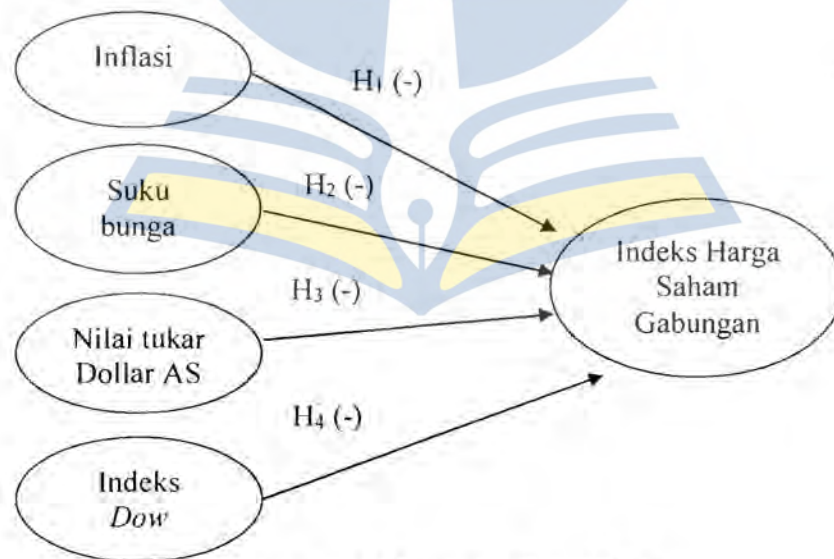 Inflasi
H₁ (-)
Suku
bunga
H₂ (-)
Indeks Harga
Saham
Gabungan
H₃ (-)
Nilai tukar
Dollar AS
H₄ (-)
Indeks
Dow